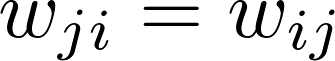 w_{ji} = w_{ij}